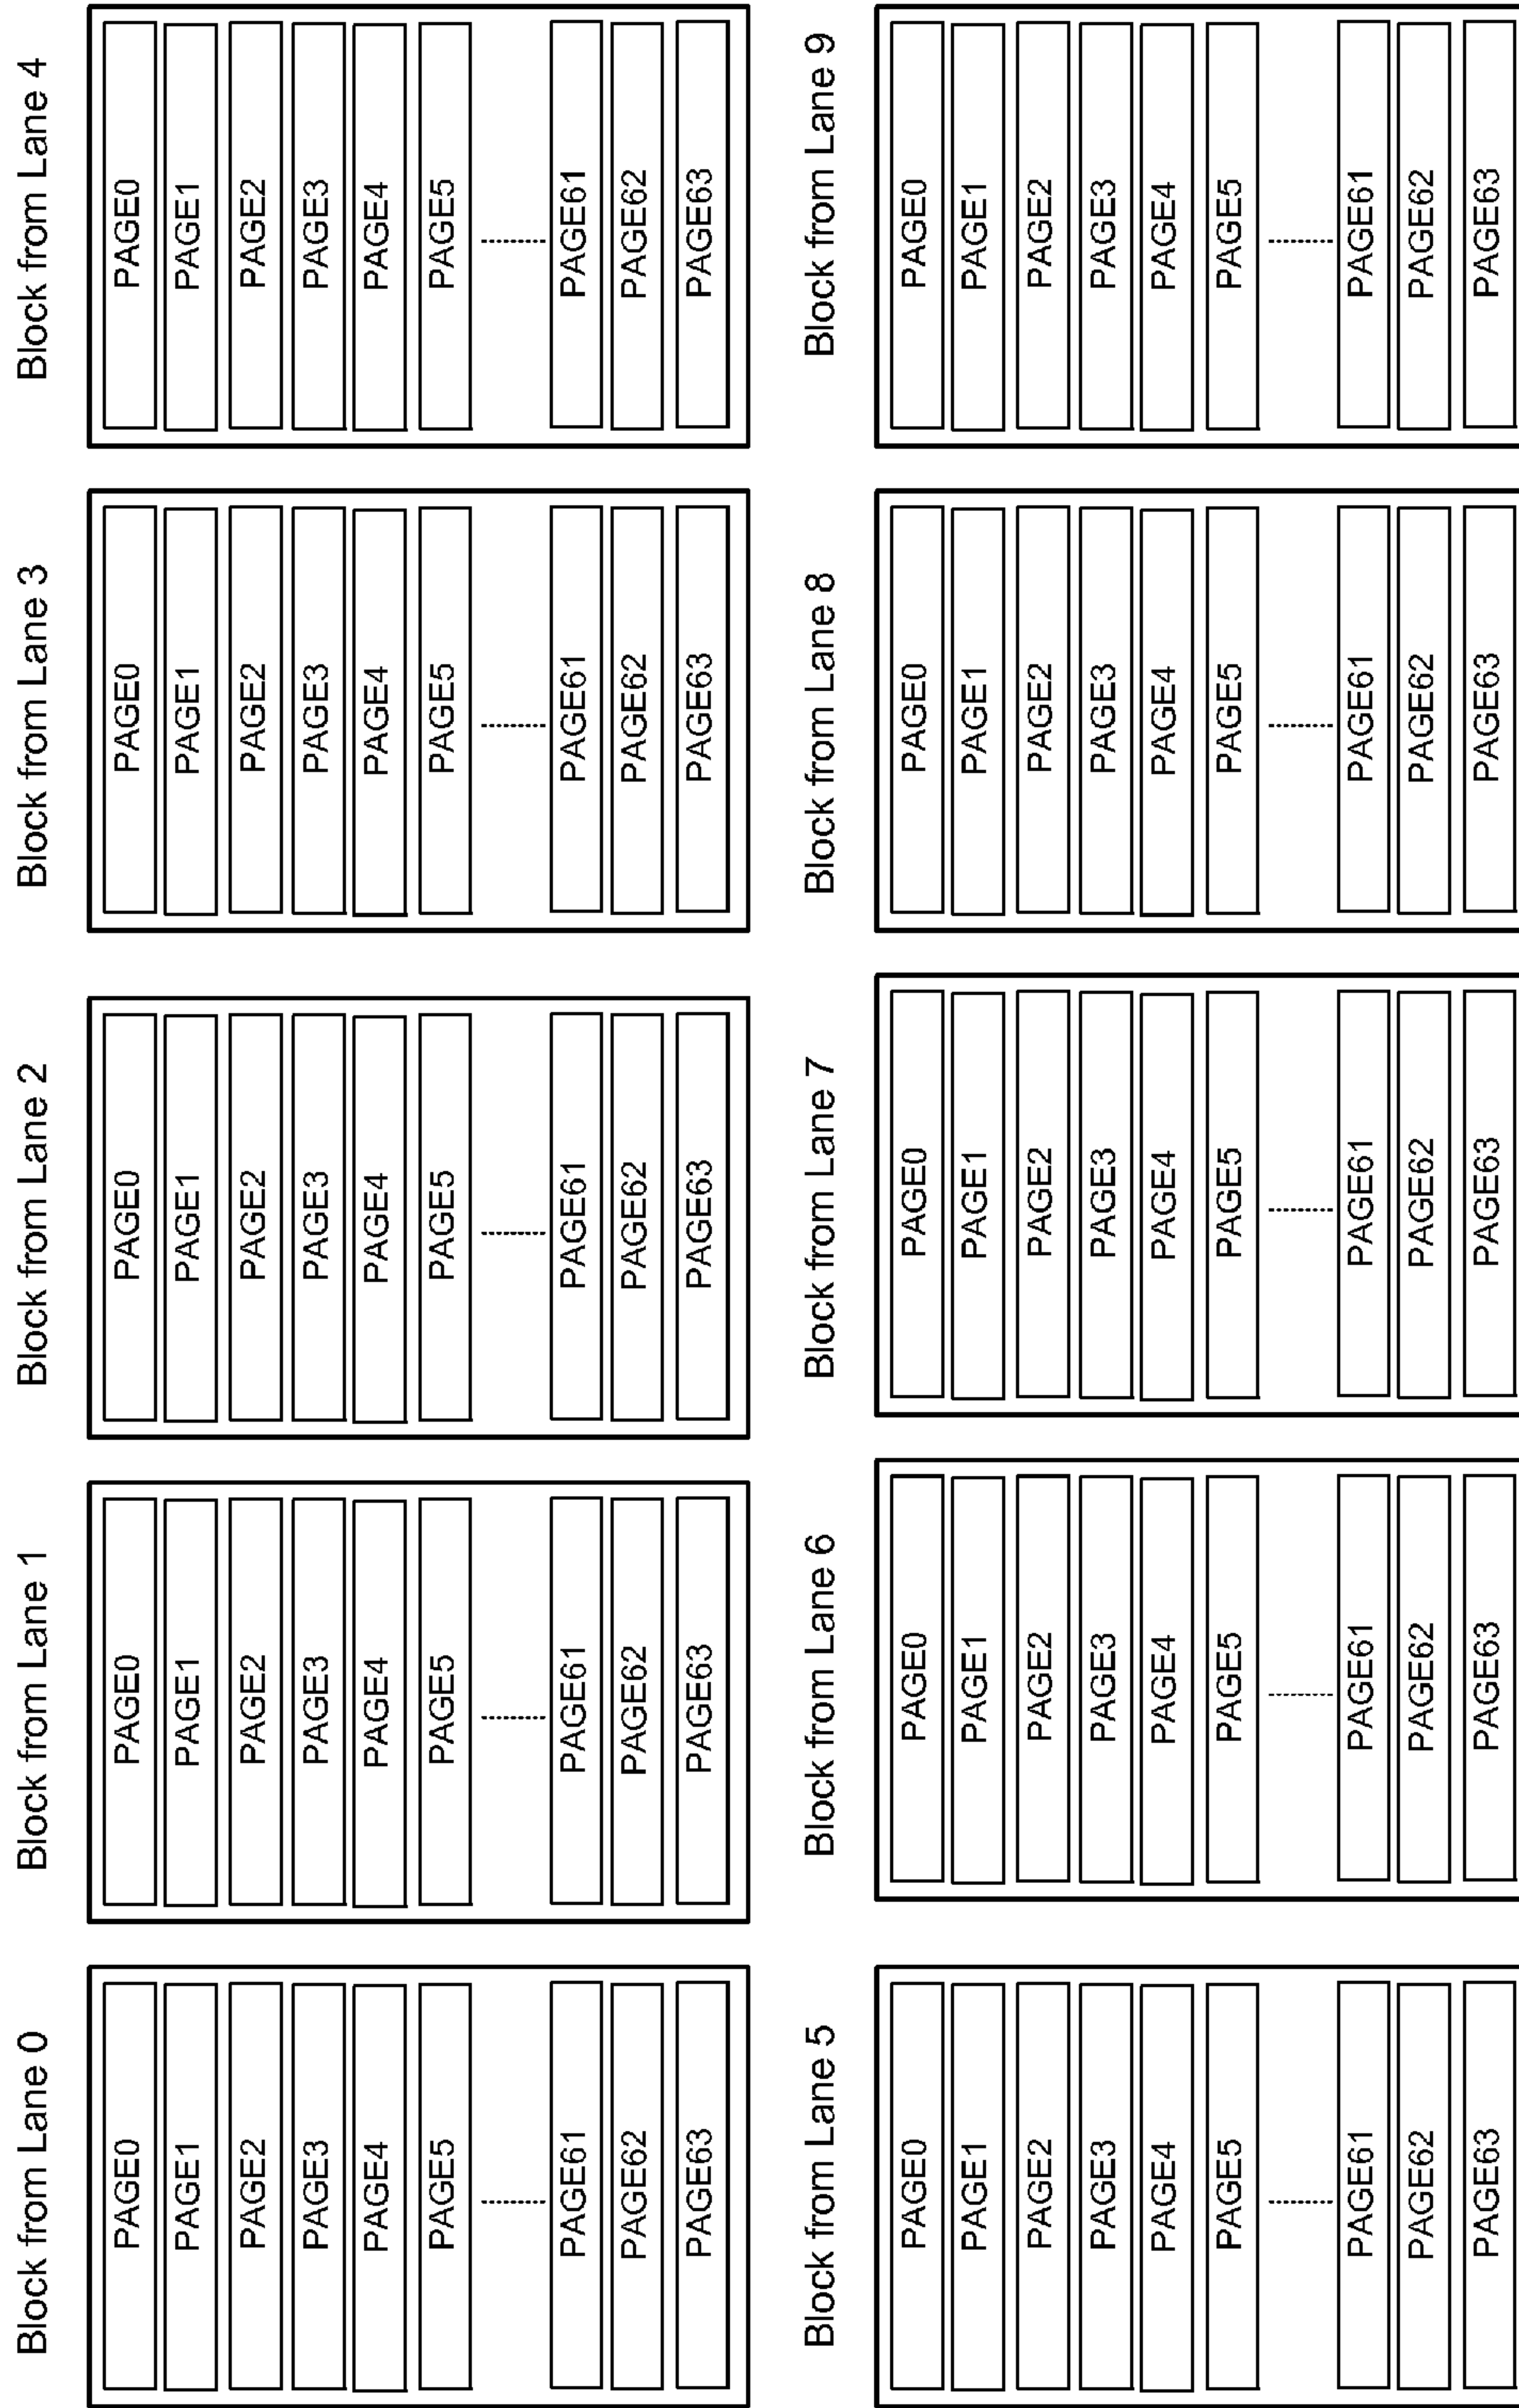 Block from Lane 0
PAGE0
PAGE1
PAGE2
PAGE3
PAGE4
PAGE5
PAGE61
PAGE62
PAGE63
Block from Lane 1
PAGE0
PAGE1
PAGE2
PAGE3
PAGE4
PAGE5
PAGE61
PAGE62
PAGE63
Block from Lane 2
PAGE0
PAGE1
PAGE2
PAGE3
PAGE4
PAGE5
PAGE61
PAGE62
PAGE63
Block from Lane 3
PAGE0
PAGE1
PAGE2
PAGE3
PAGE4
PAGE5
PAGE61
PAGE62
PAGE63
Block from Lane 4
PAGE0
PAGE1
PAGE2
PAGE3
PAGE4
PAGE5
PAGE61
PAGE62
PAGE63
Block from Lane 5
PAGE0
PAGE1
PAGE2
PAGE3
PAGE4
PAGE5
PAGE61
PAGE62
PAGE63
Block from Lane 6
PAGE0
PAGE1
PAGE2
PAGE3
PAGE4
PAGE5
PAGE61
PAGE62
PAGE63
Block from Lane 7
PAGE0
PAGE1
PAGE2
PAGE3
PAGE4
PAGE5
PAGE61
PAGE62
PAGE63
Block from Lane 8
PAGE0
PAGE1
PAGE2
PAGE3
PAGE4
PAGE5
PAGE61
PAGE62
PAGE63
Block from Lane 9
PAGE0
PAGE1
PAGE2
PAGE3
PAGE4
PAGE5
PAGE61
PAGE62
PAGE63